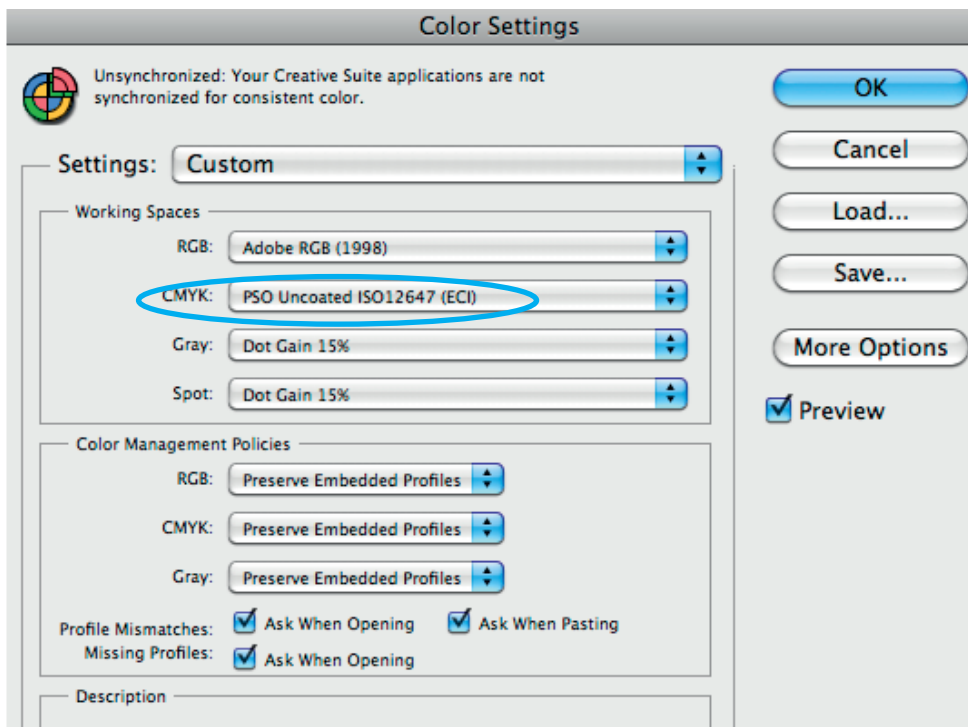 Color Settings
Unsynchronized: Your Creative Suite applications are not
synchronized for consistent color.
Settings: Custom
Working Spaces
RGB: Adobe RGB (1998)
CMYK: PSO Uncoated ISO12647 (ECI)
Gray: Dot Gain 15%
Spot: Dot Gain 15%
Color Management Policies
RGB: Preserve Embedded Profiles
CMYK: Preserve Embedded Profiles
Gray: Preserve Embedded Profiles
Profile Mismatches: Ask When Opening Ask When Pasting
Missing Profiles: Ask When Opening
Description
OK
Cancel
Load...
Save...
More Options
Preview